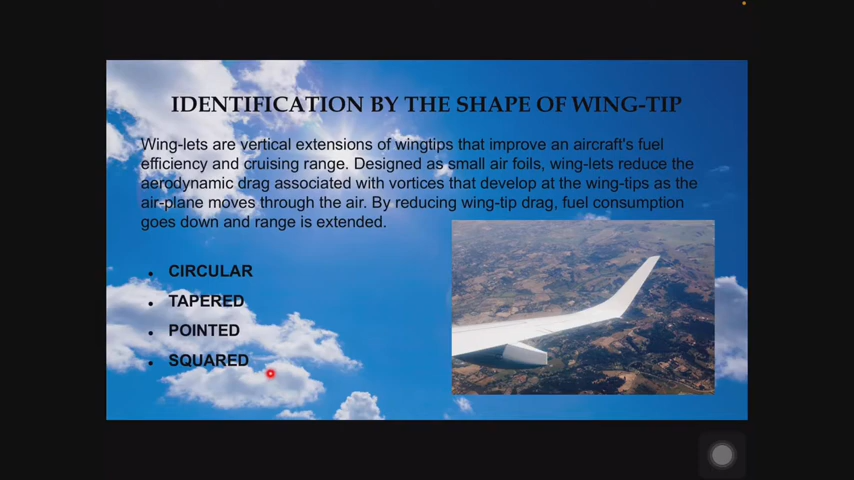 IDENTIFICATION BY THE SHAPE OF WING-TIP
Wing-lets are vertical extensions of wingtips that improve an aircraft's fuel
efficiency and cruising range. Designed as small air foils, wing-lets reduce the
aerodynamic drag associated with vortices that develop at the wing-tips as the
air-plane moves through the air. By reducing wing-tip drag, fuel consumption
goes down and range is extended.
• CIRCULAR
• TAPERED
• POINTED
• SQUARED